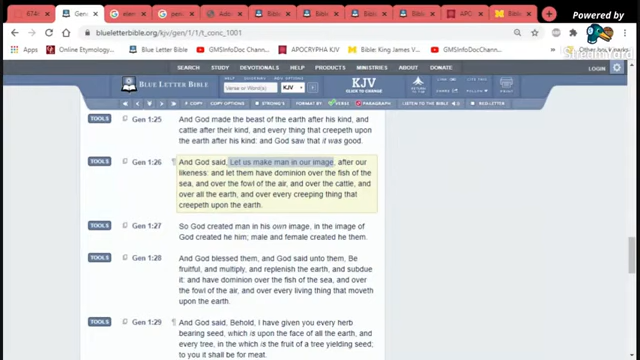 Powered by
Gen
blueletterbible.org/kjv/gen/1/1/t_conc_1001
Apps
Online Etymology...
Blue Letter Bible
GMSInfoDocChann...
APOCRYPHA KJV
Bible: King James V...
GMSInfoDocChann...
SEARCH STUDY DEVOTIONALS MEDIA PRODUCTS MINISTRIES ABOUT DONATE
LOGIN
BLUE LETTER BIBLE
Verse or Word(s)
KJV
KJV
CLICK TO CHANGE
COPY COPY OPTIONS STRONG'S FORMAT BY VERSE PARAGRAPH RED LETTER
TOOLS Gen 1:25 And God made the beast of the earth after his kind, and
cattle after their kind, and every thing that creepeth upon
the earth after his kind: and God saw that it was good.
TOOLS Gen 1:26 ¶ And God said, Let us make man in our image, after our
likeness: and let them have dominion over the fish of the
sea, and over the fowl of the air, and over the cattle, and
over all the earth, and over every creeping thing that
creepeth upon the earth.
TOOLS Gen 1:27 So God created man in his own image, in the image of
God created he him; male and female created he them.
TOOLS Gen 1:28 And God blessed them, and God said unto them, Be
fruitful, and multiply, and replenish the earth, and subdue
it: and have dominion over the fish of the sea, and over
the fowl of the air, and over every living thing that moveth
upon the earth.
TOOLS Gen 1:29 ¶ And God said, Behold, I have given you every herb
bearing seed, which is upon the face of all the earth, and
every tree, in the which is the fruit of a tree yielding seed;
to you it shall be for meat.